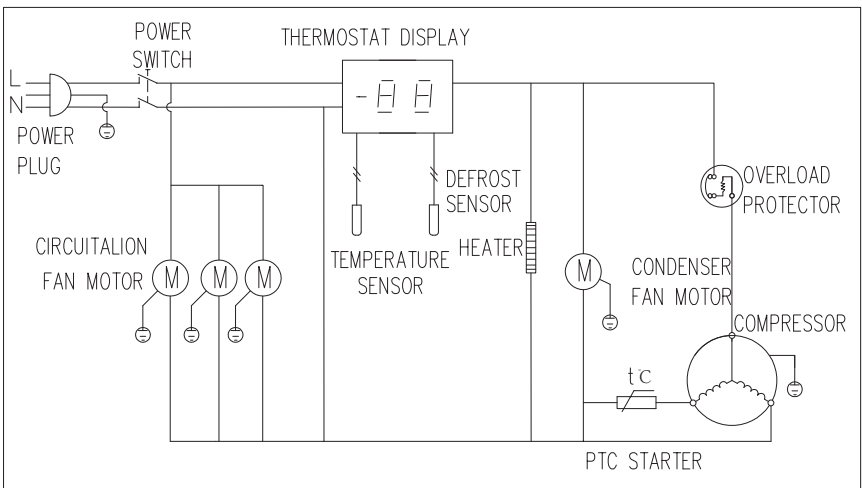 POWER
SWITCH
THERMOSTAT DISPLAY
L
N
-88
POWER
PLUG
DEFROST
SENSOR
OVERLOAD
PROTECTOR
CIRCUITALION
FAN MOTOR
M
M
M
TEMPERATURE
SENSOR
HEATER
M
CONDENSER
FAN MOTOR
COMPRESSOR
t℃
PTC STARTER